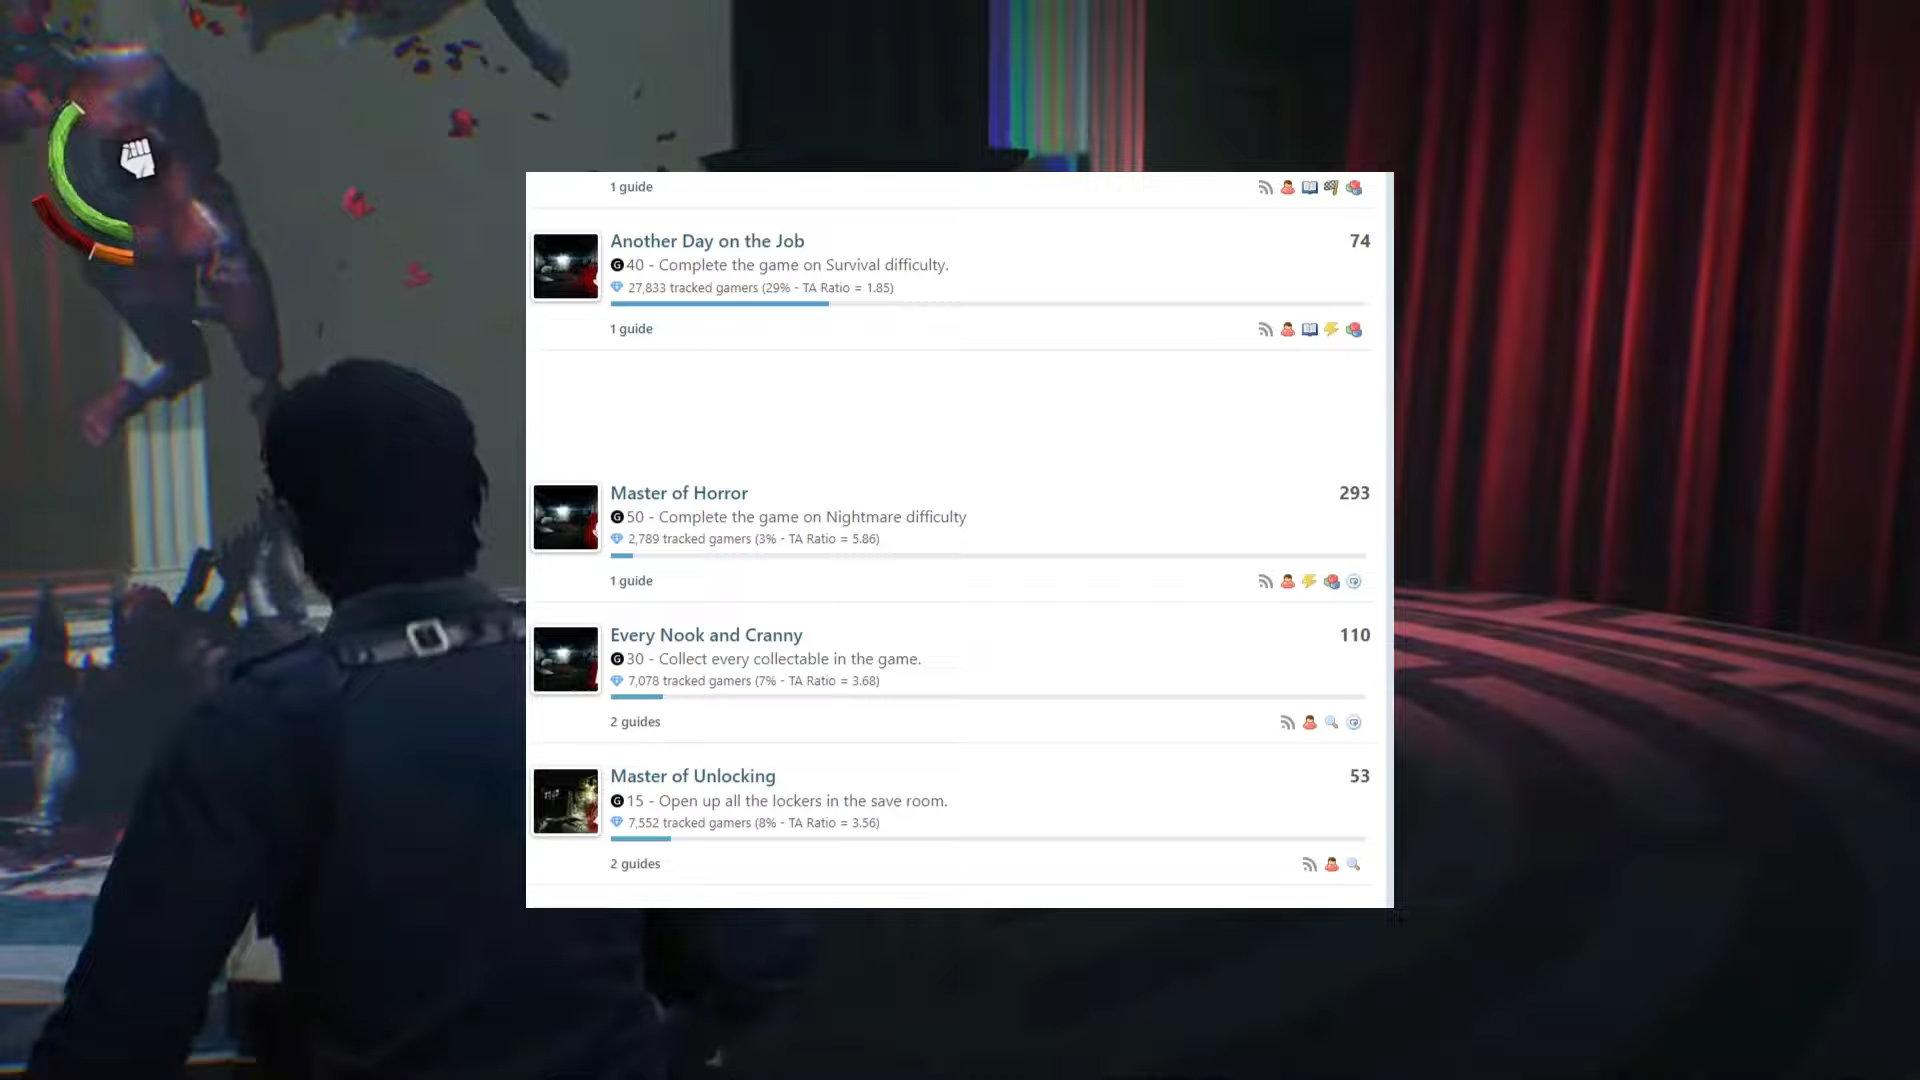 1 guide
Another Day on the Job
74
G 40 - Complete the game on Survival difficulty.
27,833 tracked gamers (29% - TA Ratio = 1.85)
1 guide
Master of Horror
293
G 50 - Complete the game on Nightmare difficulty
2,789 tracked gamers (3% - TA Ratio = 5.86)
1 guide
Every Nook and Cranny
110
G 30 - Collect every collectable in the game.
7,078 tracked gamers (7% - TA Ratio = 3.68)
2 guides
Master of Unlocking
53
G 15 - Open up all the lockers in the save room.
7,552 tracked gamers (8% - TA Ratio = 3.56)
2 guides